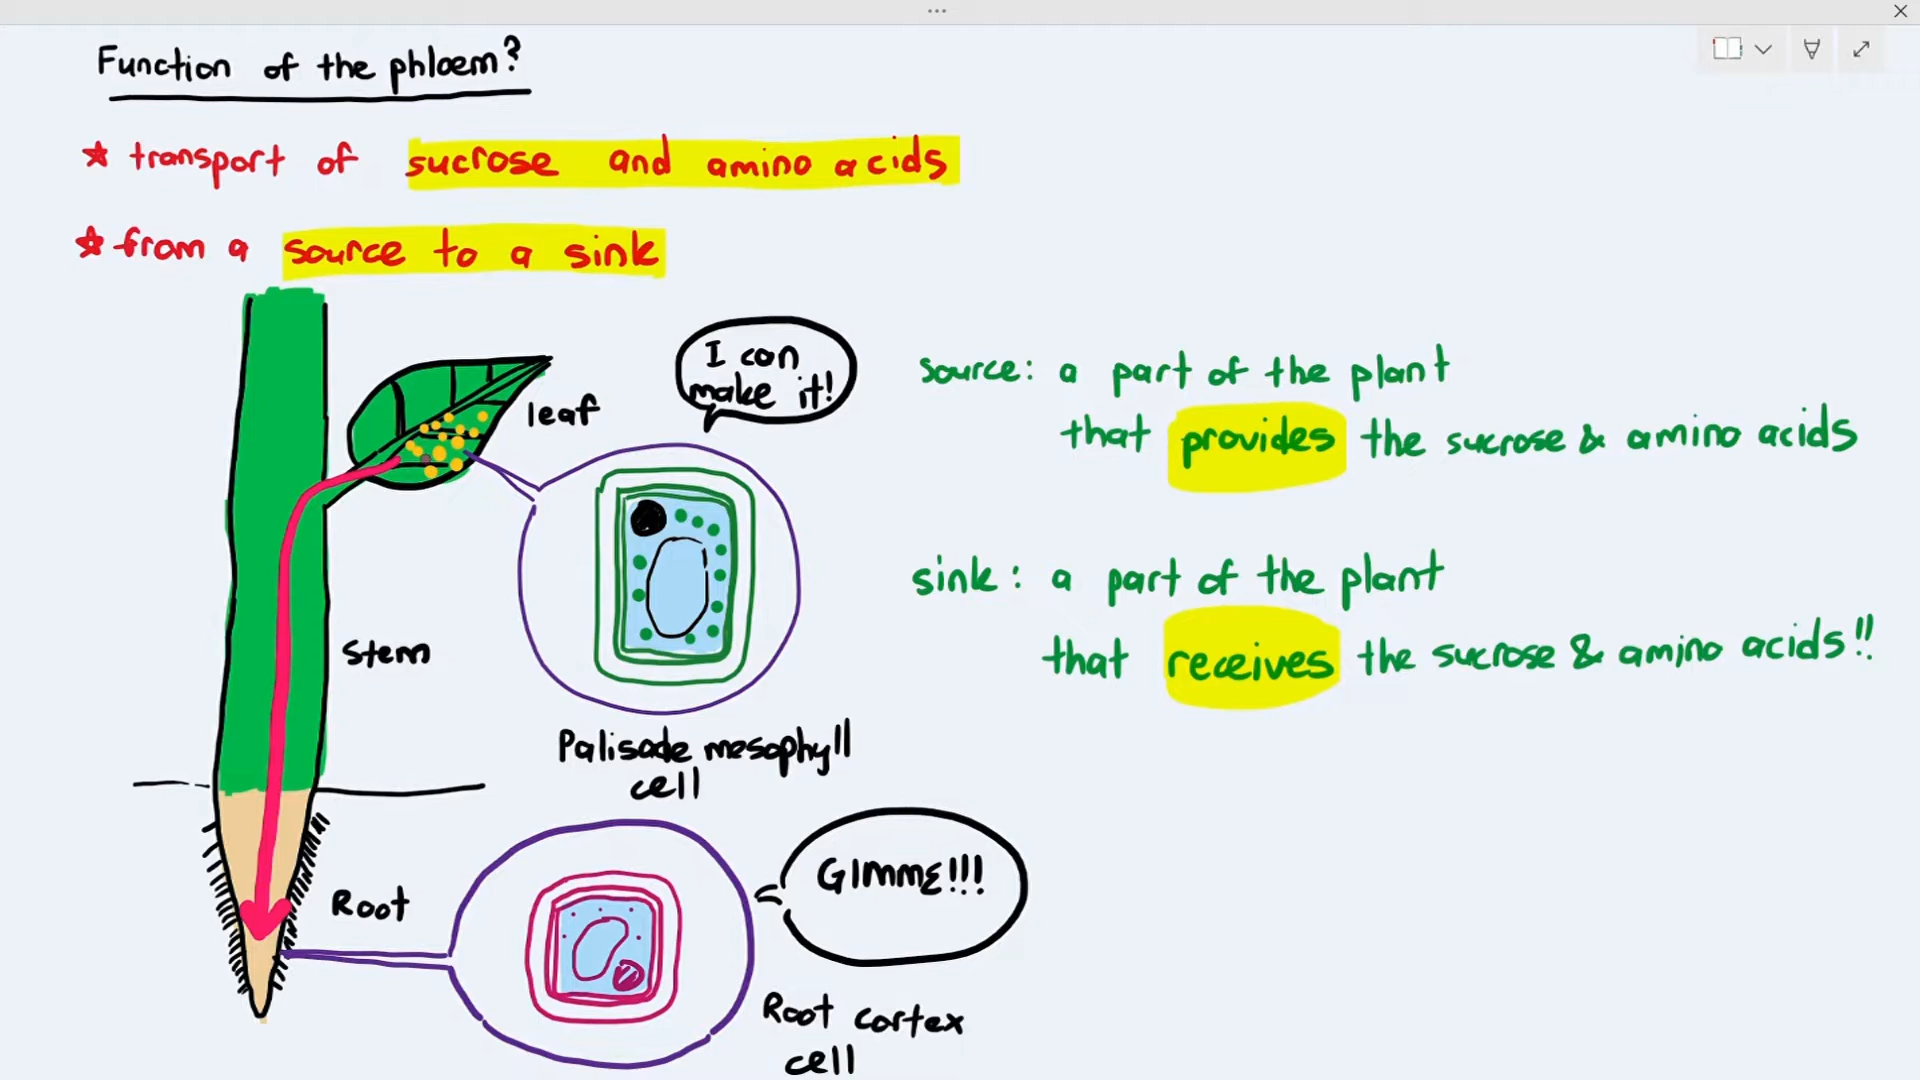 Function of the phloem?
* transport of sucrose and amino acids
* from a source to a sink
I can
make it!
leaf
source: a part of the plant
that provides the sucrose & amino acids
sink: a part of the plant
that receives the sucrose & amino acids!!
Stem
Palisade mesophyll
cell
GIMME!!!
Root
Root cortex
cell